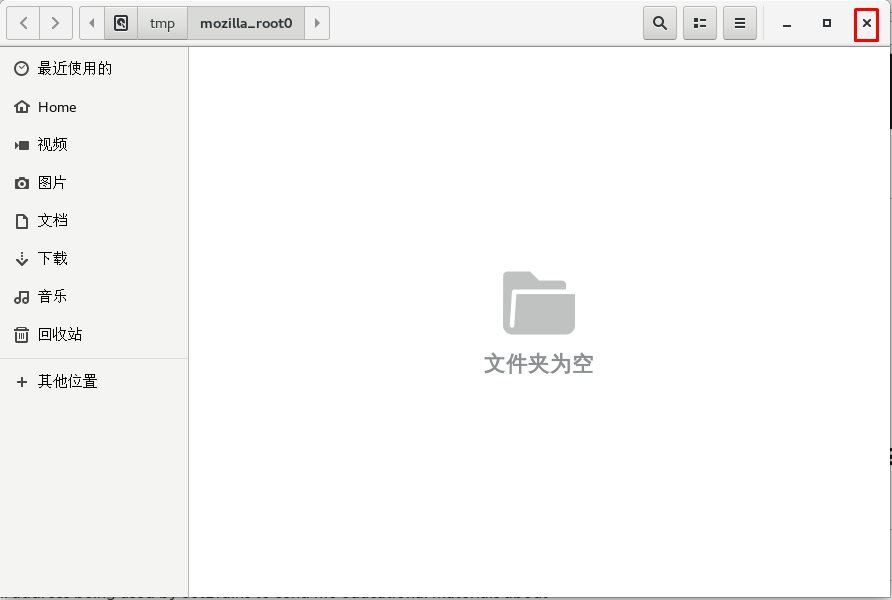 tmp mozilla_root0
最近使用的
Home
视频
图片
文档
下载
音乐
回收站
其他位置
文件夹为空